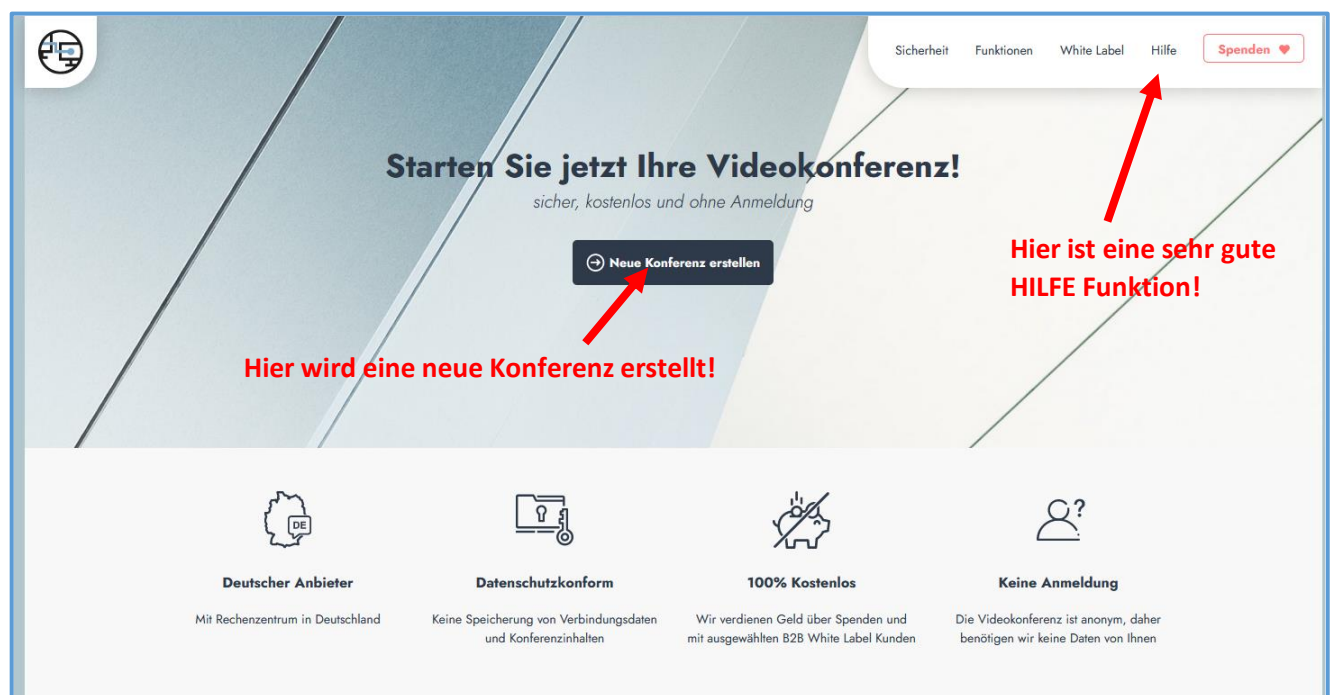 Sicherheit Funktionen White Label Hilfe Spenden
Starten Sie jetzt Ihre Videokonferenz!
sicher, kostenlos und ohne Anmeldung
Neue Konferenz erstellen
Hier ist eine sehr gute
HILFE Funktion!
Hier wird eine neue Konferenz erstellt!
DE
?
Deutscher Anbieter
Mit Rechenzentrum in Deutschland
Datenschutzkonform
Keine Speicherung von Verbindungsdaten
und Konferenzinhalten
100% Kostenlos
Wir verdienen Geld über Spenden und
mit ausgewählten B2B White Label Kunden
Keine Anmeldung
Die Videokonferenz ist anonym, daher
benötigen wir keine Daten von Ihnen